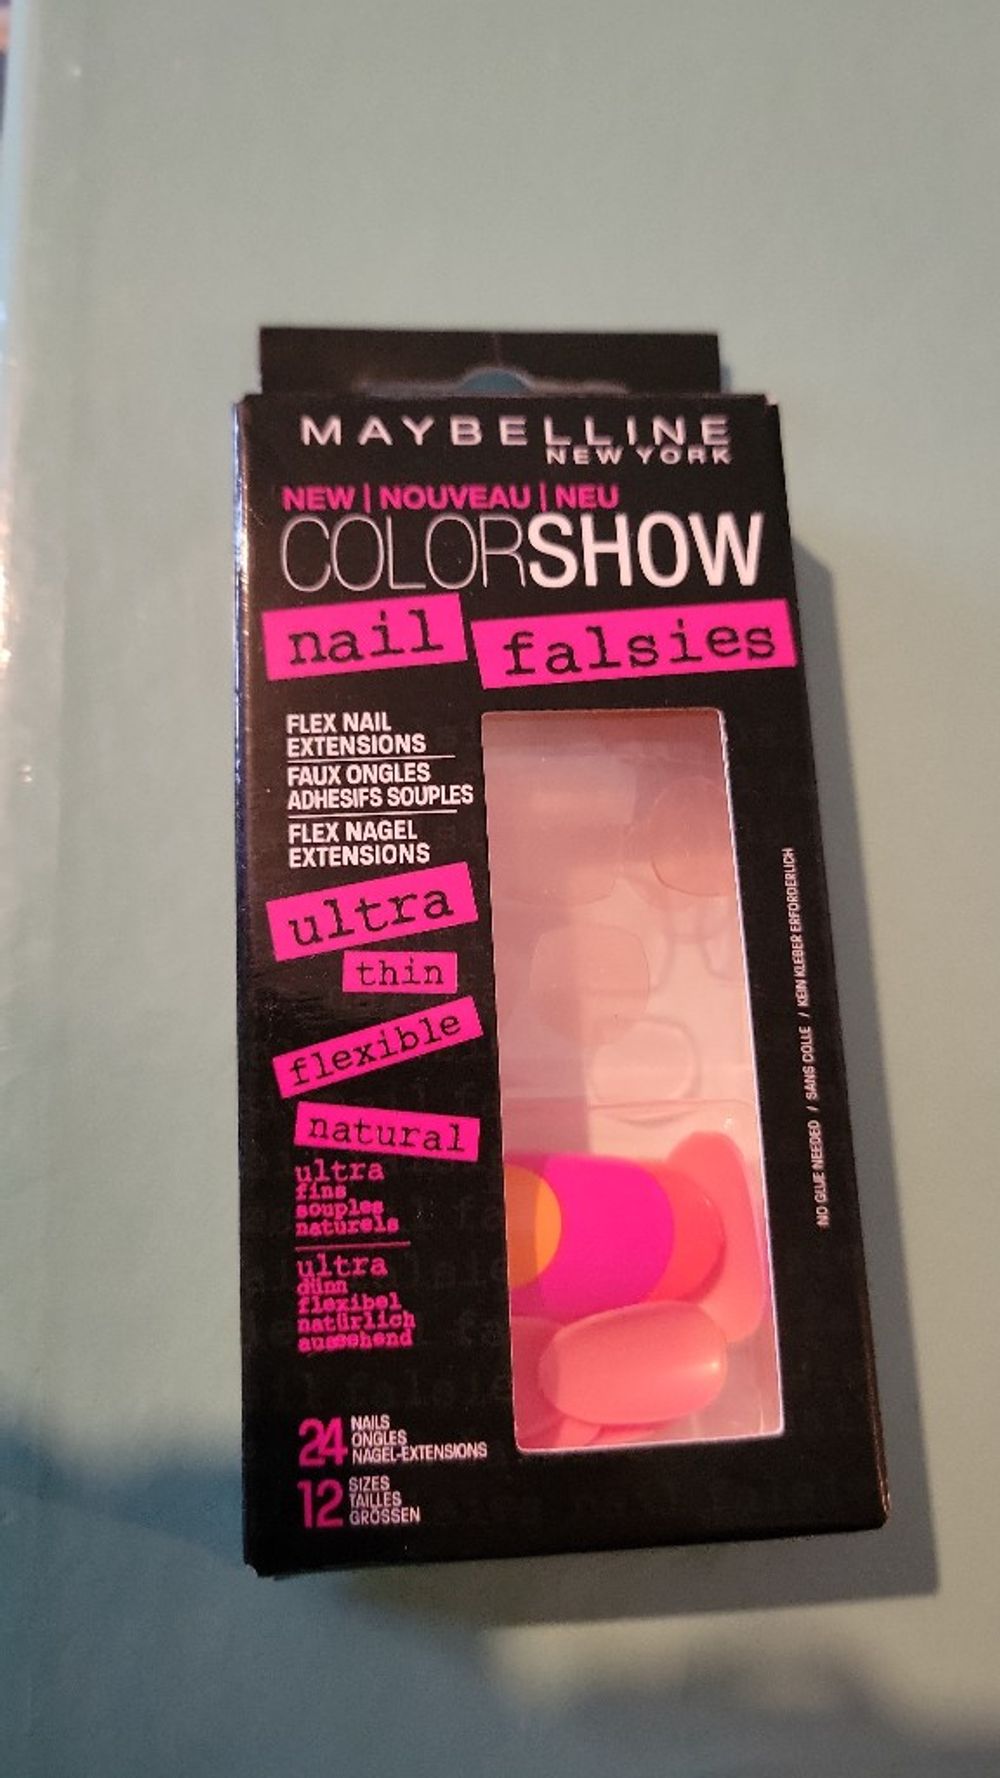 MAYBELLINE
NEW YORK
NEW | NOUVEAU | NEU
COLORSHOW
nail falsies
FLEX NAIL
EXTENSIONS
FAUX ONGLES
ADHESIFS SOUPLES
FLEX NAGEL
EXTENSIONS
ultra
thin
flexible
natural
ultra
fins
souples
naturels
ultra
dünn
flexibel
natürlich
aussehend
24 NAILS
ONGLES
NAGEL-EXTENSIONS
12 SIZES
TAILLES
GRÖSSEN
NO GLUE NEEDED / SANS COLLE / KEIN KLEBER ERFORDERLICH